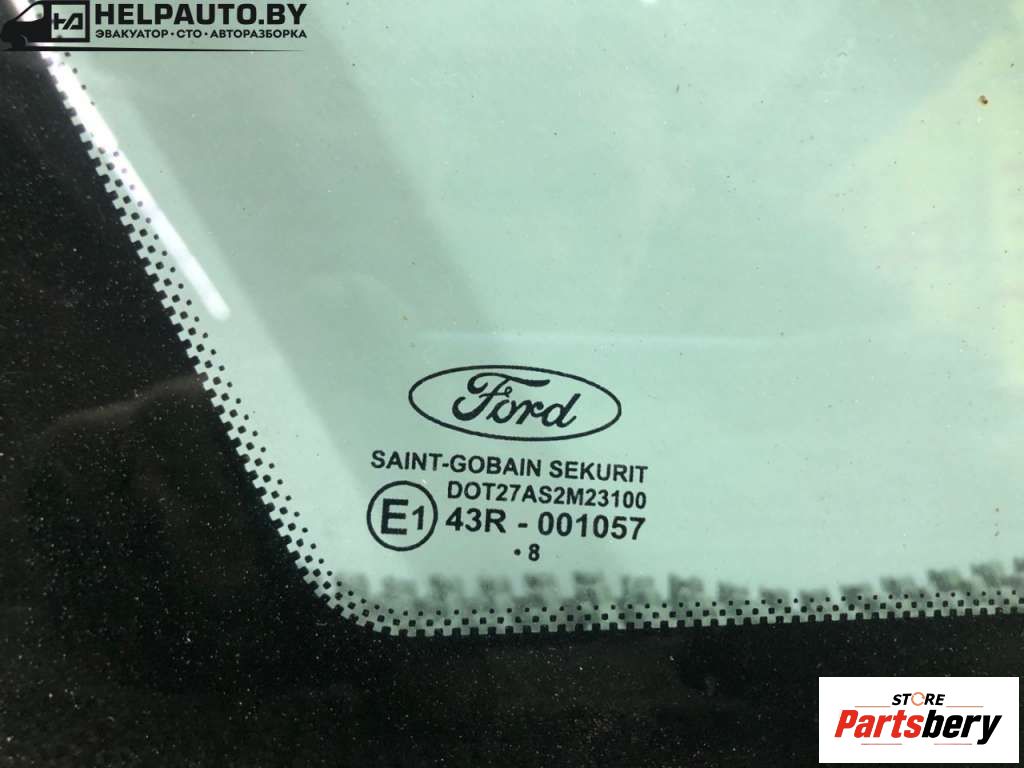 HELPAUTO.BY
ЭВАКУАТОР • СТО • АВТОРАЗБОРКА
Ford
SAINT-GOBAIN SEKURIT
DOT27AS2M23100
E1 43R - 001057
• 8
STORE
Partsbery